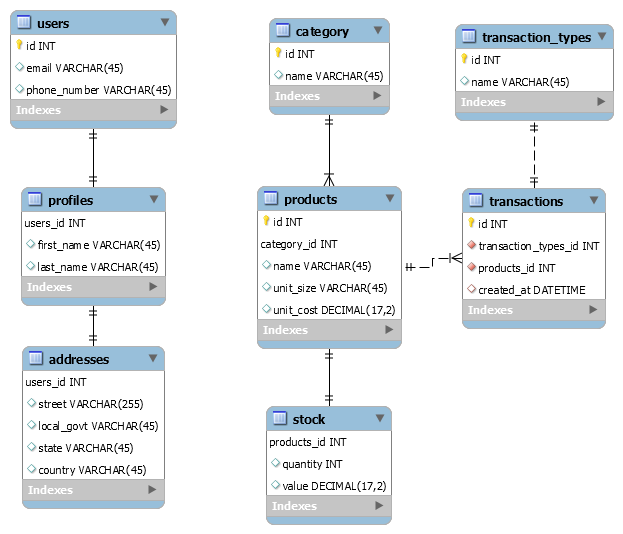 users
id INT
email VARCHAR(45)
phone_number VARCHAR(45)
Indexes
profiles
users_id INT
first_name VARCHAR(45)
last_name VARCHAR(45)
Indexes
addresses
users_id INT
street VARCHAR(255)
local_govt VARCHAR(45)
state VARCHAR(45)
country VARCHAR(45)
Indexes
category
id INT
name VARCHAR(45)
Indexes
products
id INT
category_id INT
name VARCHAR(45)
unit_size VARCHAR(45)
unit_cost DECIMAL(17,2)
Indexes
stock
products_id INT
quantity INT
value DECIMAL(17,2)
Indexes
transaction_types
id INT
name VARCHAR(45)
Indexes
transactions
id INT
transaction_types_id INT
products_id INT
created_at DATETIME
Indexes